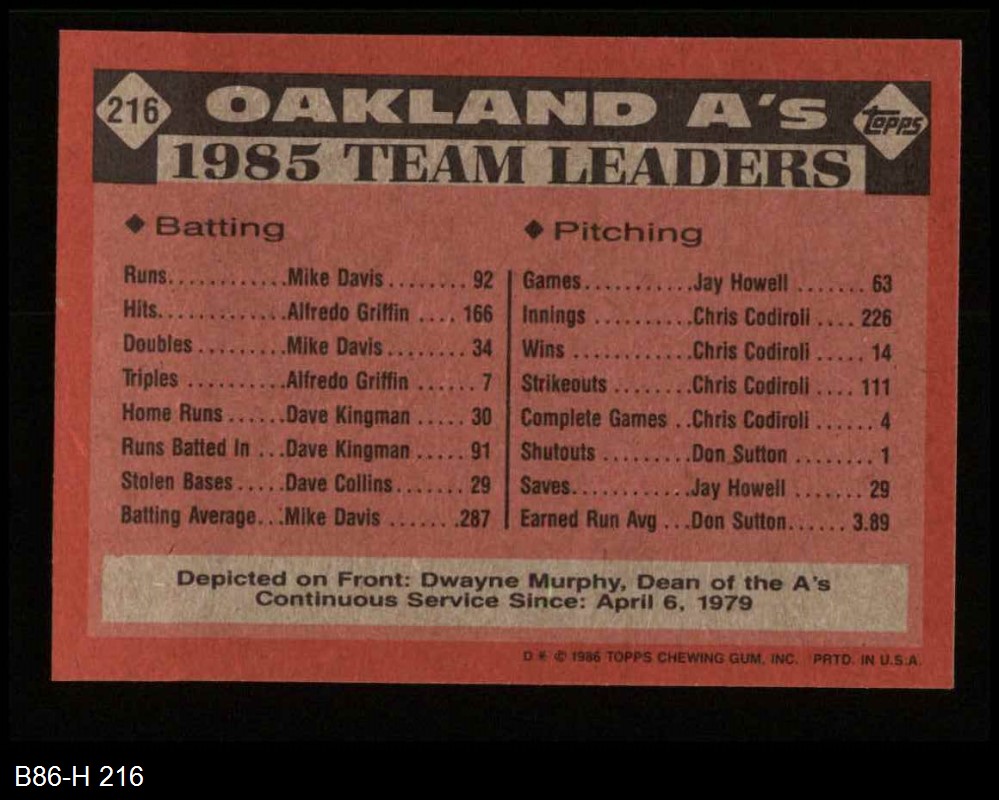 216
OAKLAND A's
Topps
1985 TEAM LEADERS
◆ Batting
Runs............Mike Davis ........ 92
Hits.............Alfredo Griffin .... 166
Doubles .........Mike Davis........ 34
Triples ..........Alfredo Griffin ...... 7
Home Runs ......Dave Kingman ..... 30
Runs Batted In ...Dave Kingman ..... 91
Stolen Bases.....Dave Collins....... 29
Batting Average...Mike Davis .......287
◆ Pitching
Games...........Jay Howell ....... 63
Innings ..........Chris Codiroli .... 226
Wins ............Chris Codiroli ..... 14
Strikeouts ........Chris Codiroli .... 111
Complete Games ..Chris Codiroli ...... 4
Shutouts .........Don Sutton ........ 1
Saves............Jay Howell ....... 29
Earned Run Avg ...Don Sutton...... 3.89
Depicted on Front: Dwayne Murphy, Dean of the A's
Continuous Service Since: April 6, 1979
D * © 1986 TOPPS CHEWING GUM, INC. PRTD. IN U.S.A.
B86-H 216